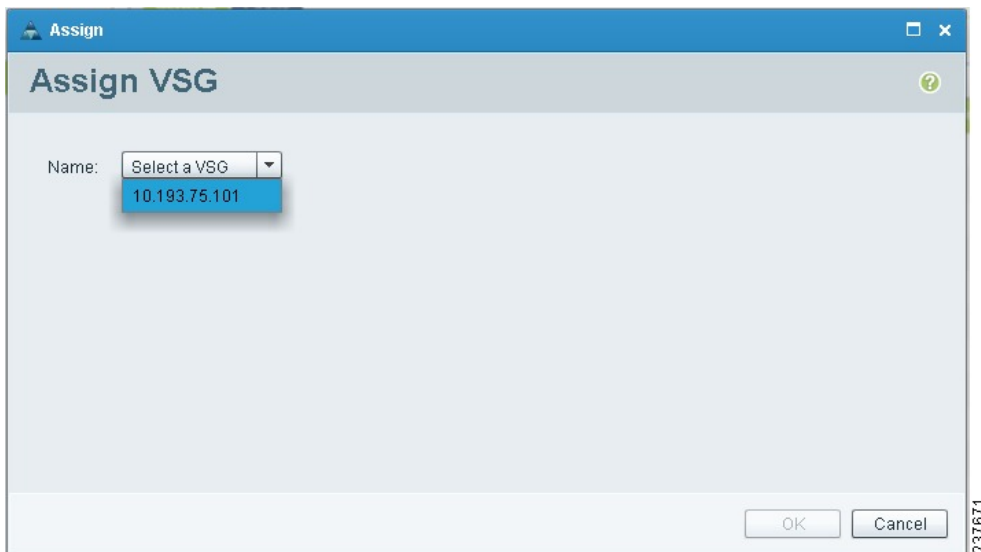 Assign
Assign VSG
?
Name: Select a VSG
10.193.75.101
OK Cancel
237671